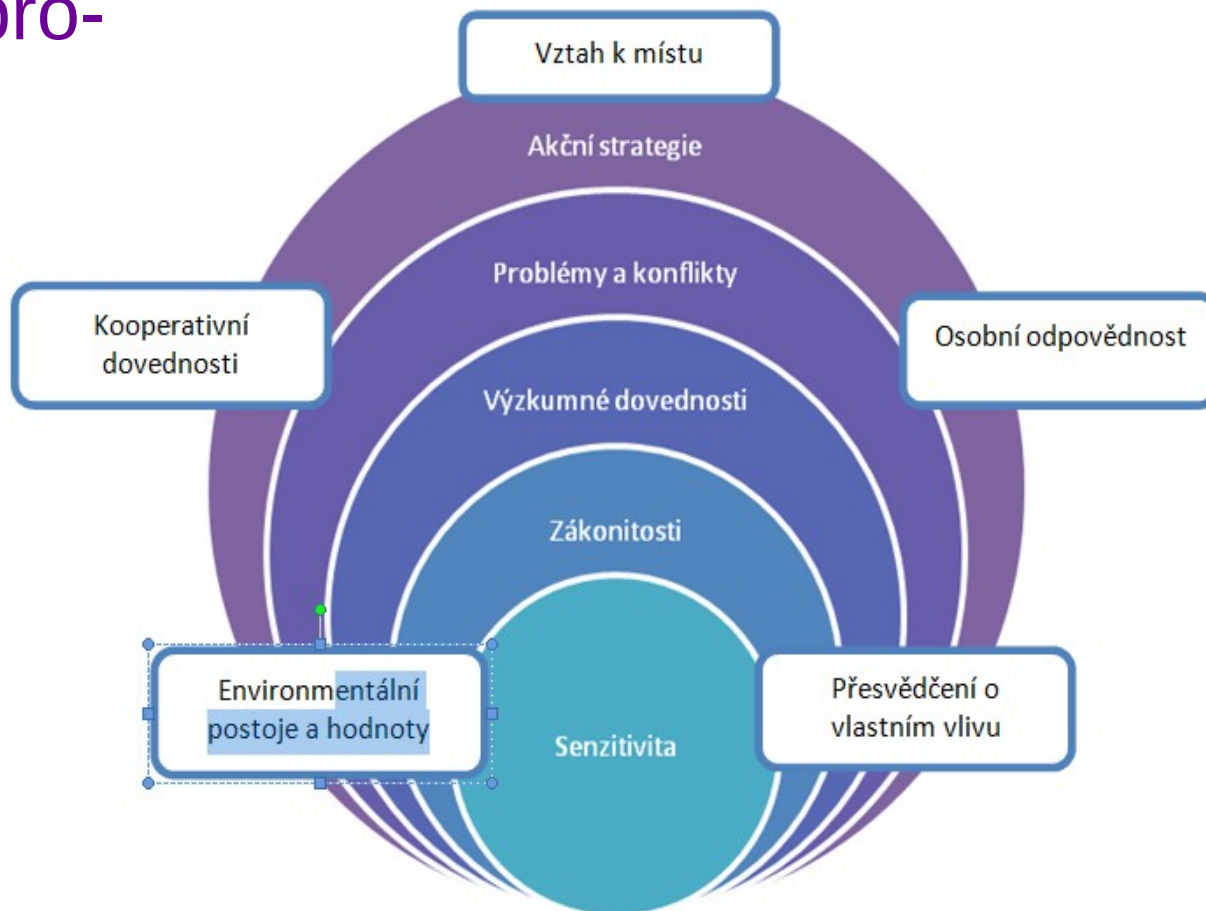 pro-
Vztah k místu
Akční strategie
Problémy a konflikty
Kooperativní
dovednosti
Osobní odpovědnost
Výzkumné dovednosti
Zákonitosti
Environmentální
postoje a hodnoty
Přesvědčení o
vlastním vlivu
Senzitivita